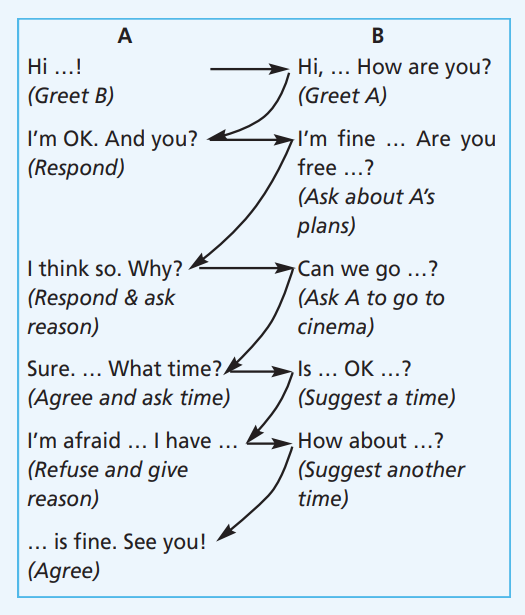 A
B
Hi ...!
(Greet B)
Hi, ... How are you?
(Greet A)
I'm OK. And you?
(Respond)
I'm fine ... Are you
free ...?
(Ask about A's
plans)
I think so. Why?
(Respond & ask
reason)
Can we go ...?
(Ask A to go to
cinema)
Sure. ... What time?
(Agree and ask time)
Is ... OK ...?
(Suggest a time)
I'm afraid ... I have ...
(Refuse and give
reason)
How about ...?
(Suggest another
time)
... is fine. See you!
(Agree)